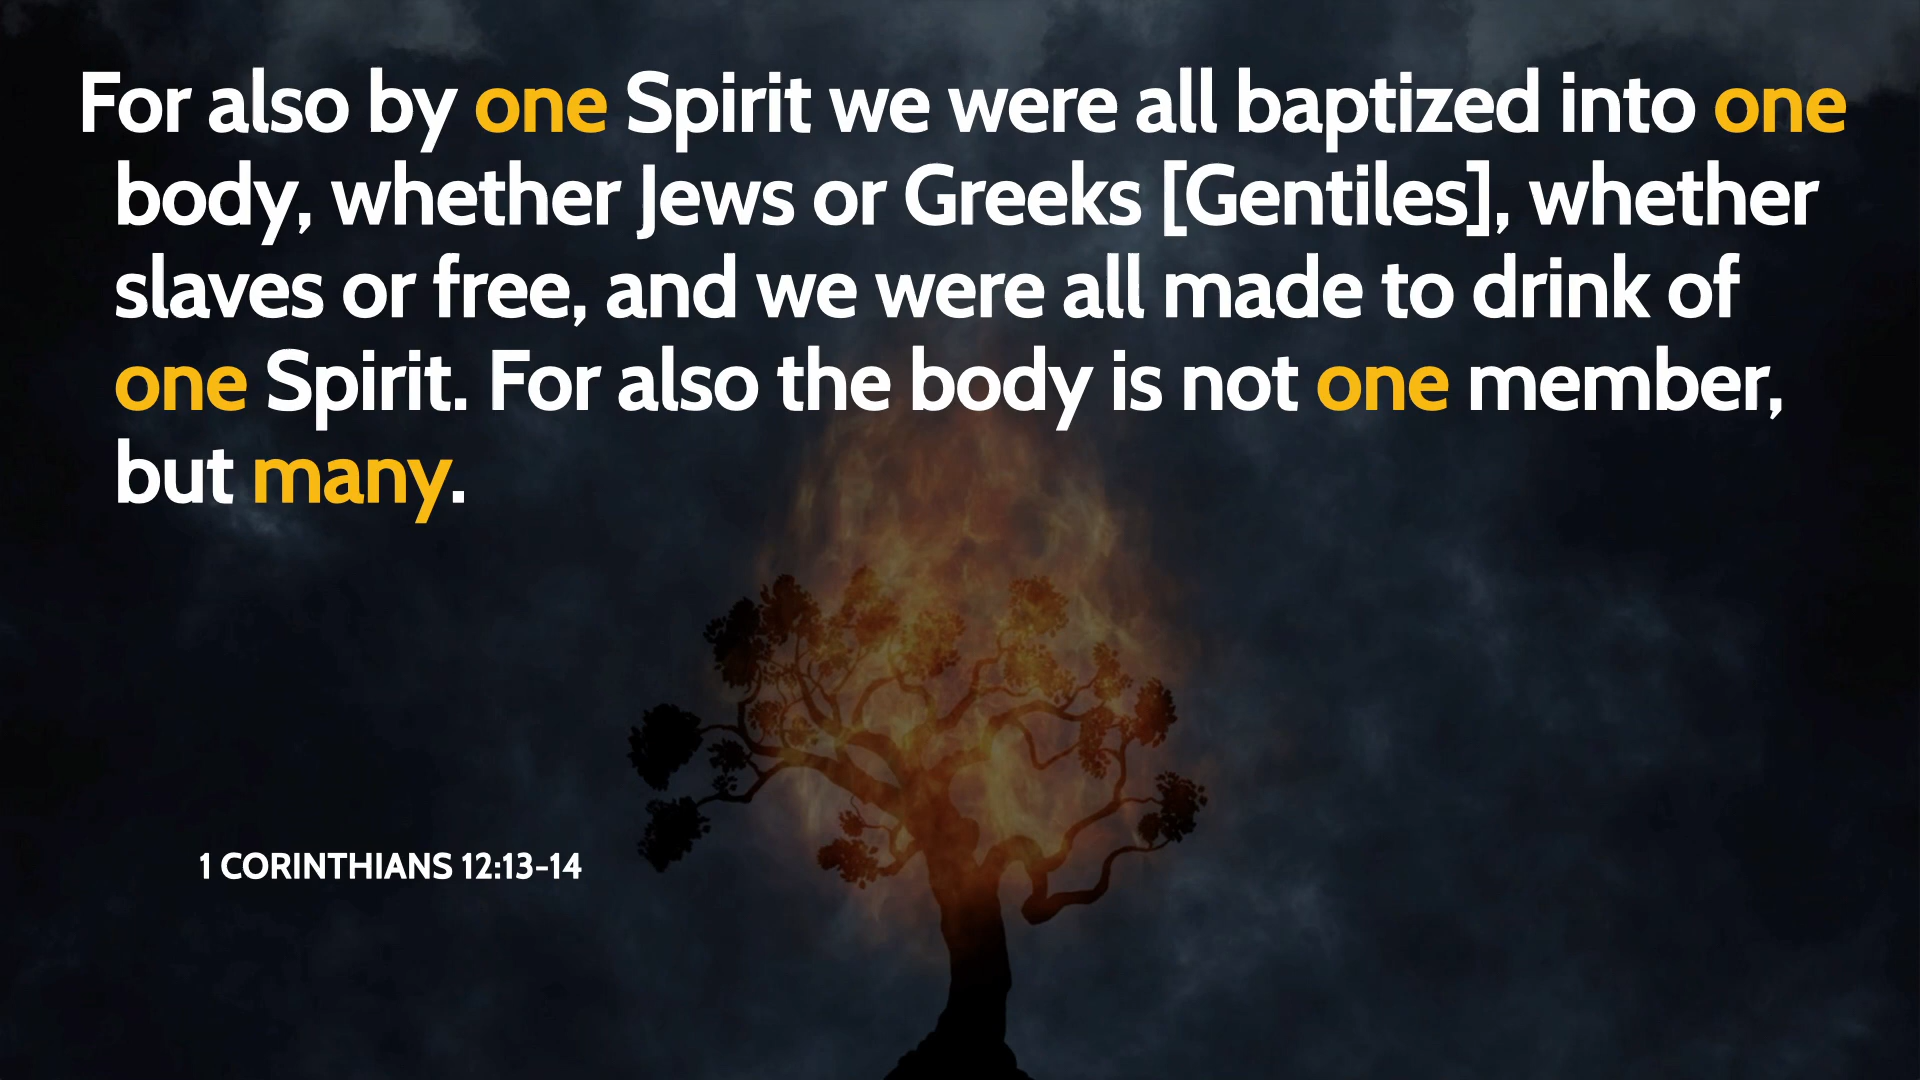 For also by one Spirit we were all baptized into one
body, whether Jews or Greeks [Gentiles], whether
slaves or free, and we were all made to drink of
one Spirit. For also the body is not one member,
but many.
1 CORINTHIANS 12:13-14